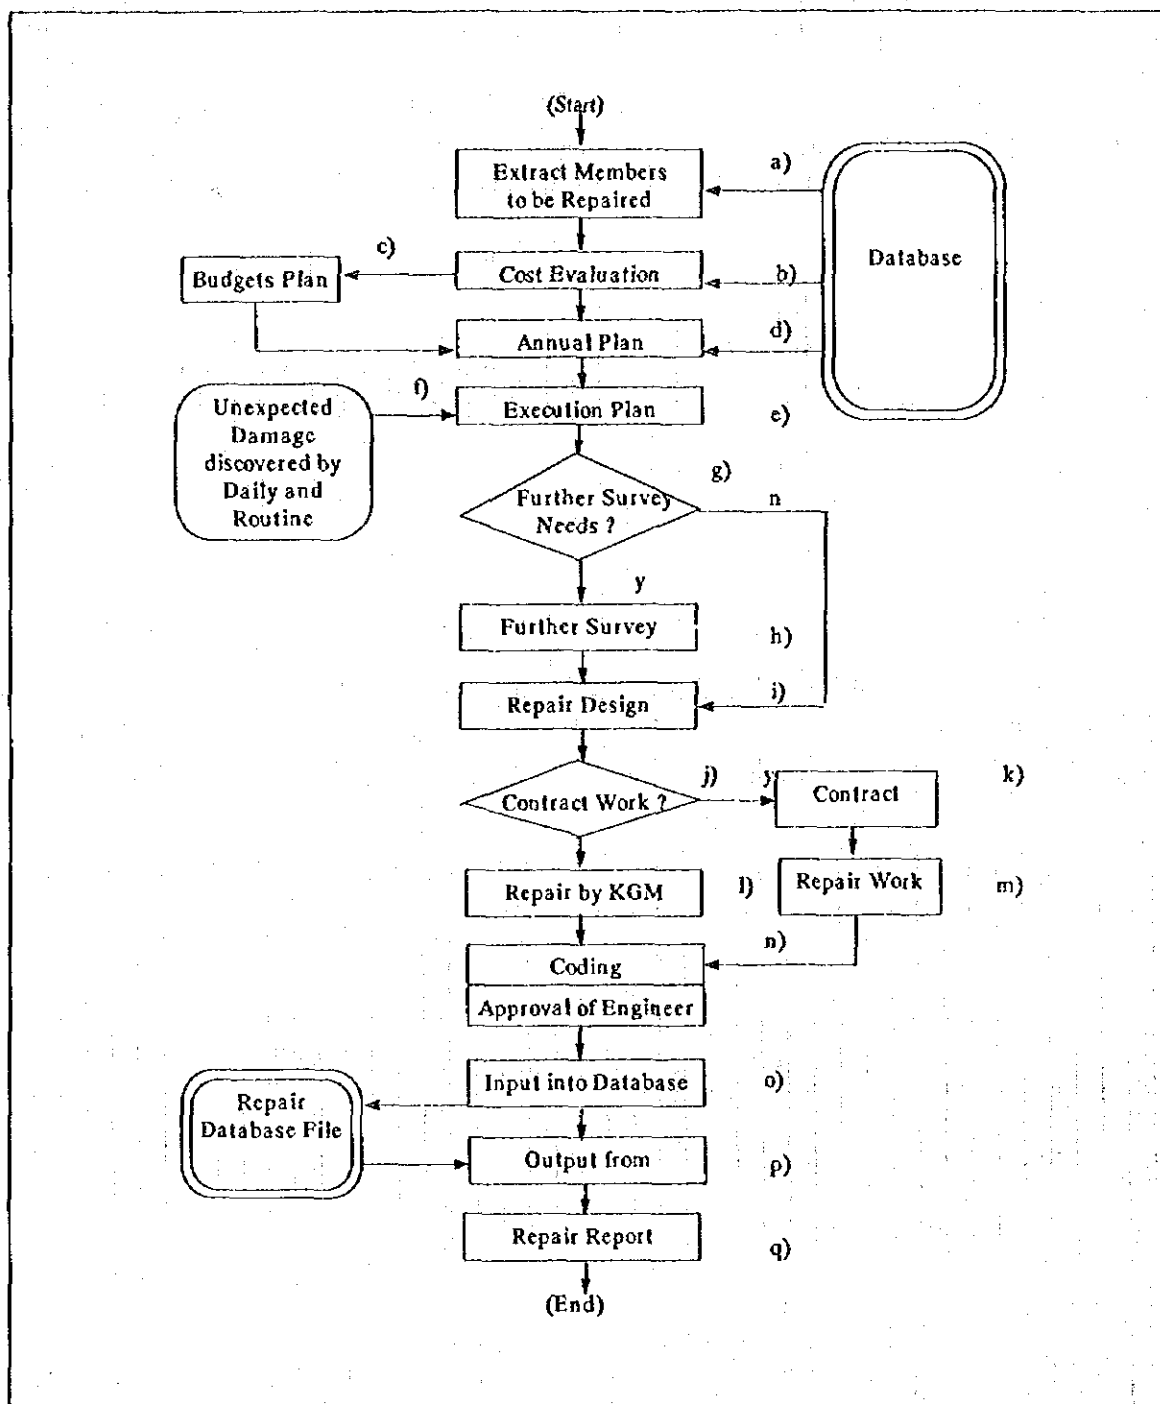 (Start)
Extract Members
to be Repaired
a)
Database
c)
Budgets Plan
Cost Evaluation
b)
Annual Plan
d)
f)
Unexpected
Damage
discovered by
Daily and
Routine
Execution Plan
e)
g)
Further Survey
Needs ?
n
y
Further Survey
h)
Repair Design
i)
Contract Work ?
j)
y
Contract
k)
Repair by KGM
l)
Repair Work
m)
Coding
n)
Approval of Engineer
Input into Database
o)
Repair
Database File
Output from
p)
Repair Report
q)
(End)